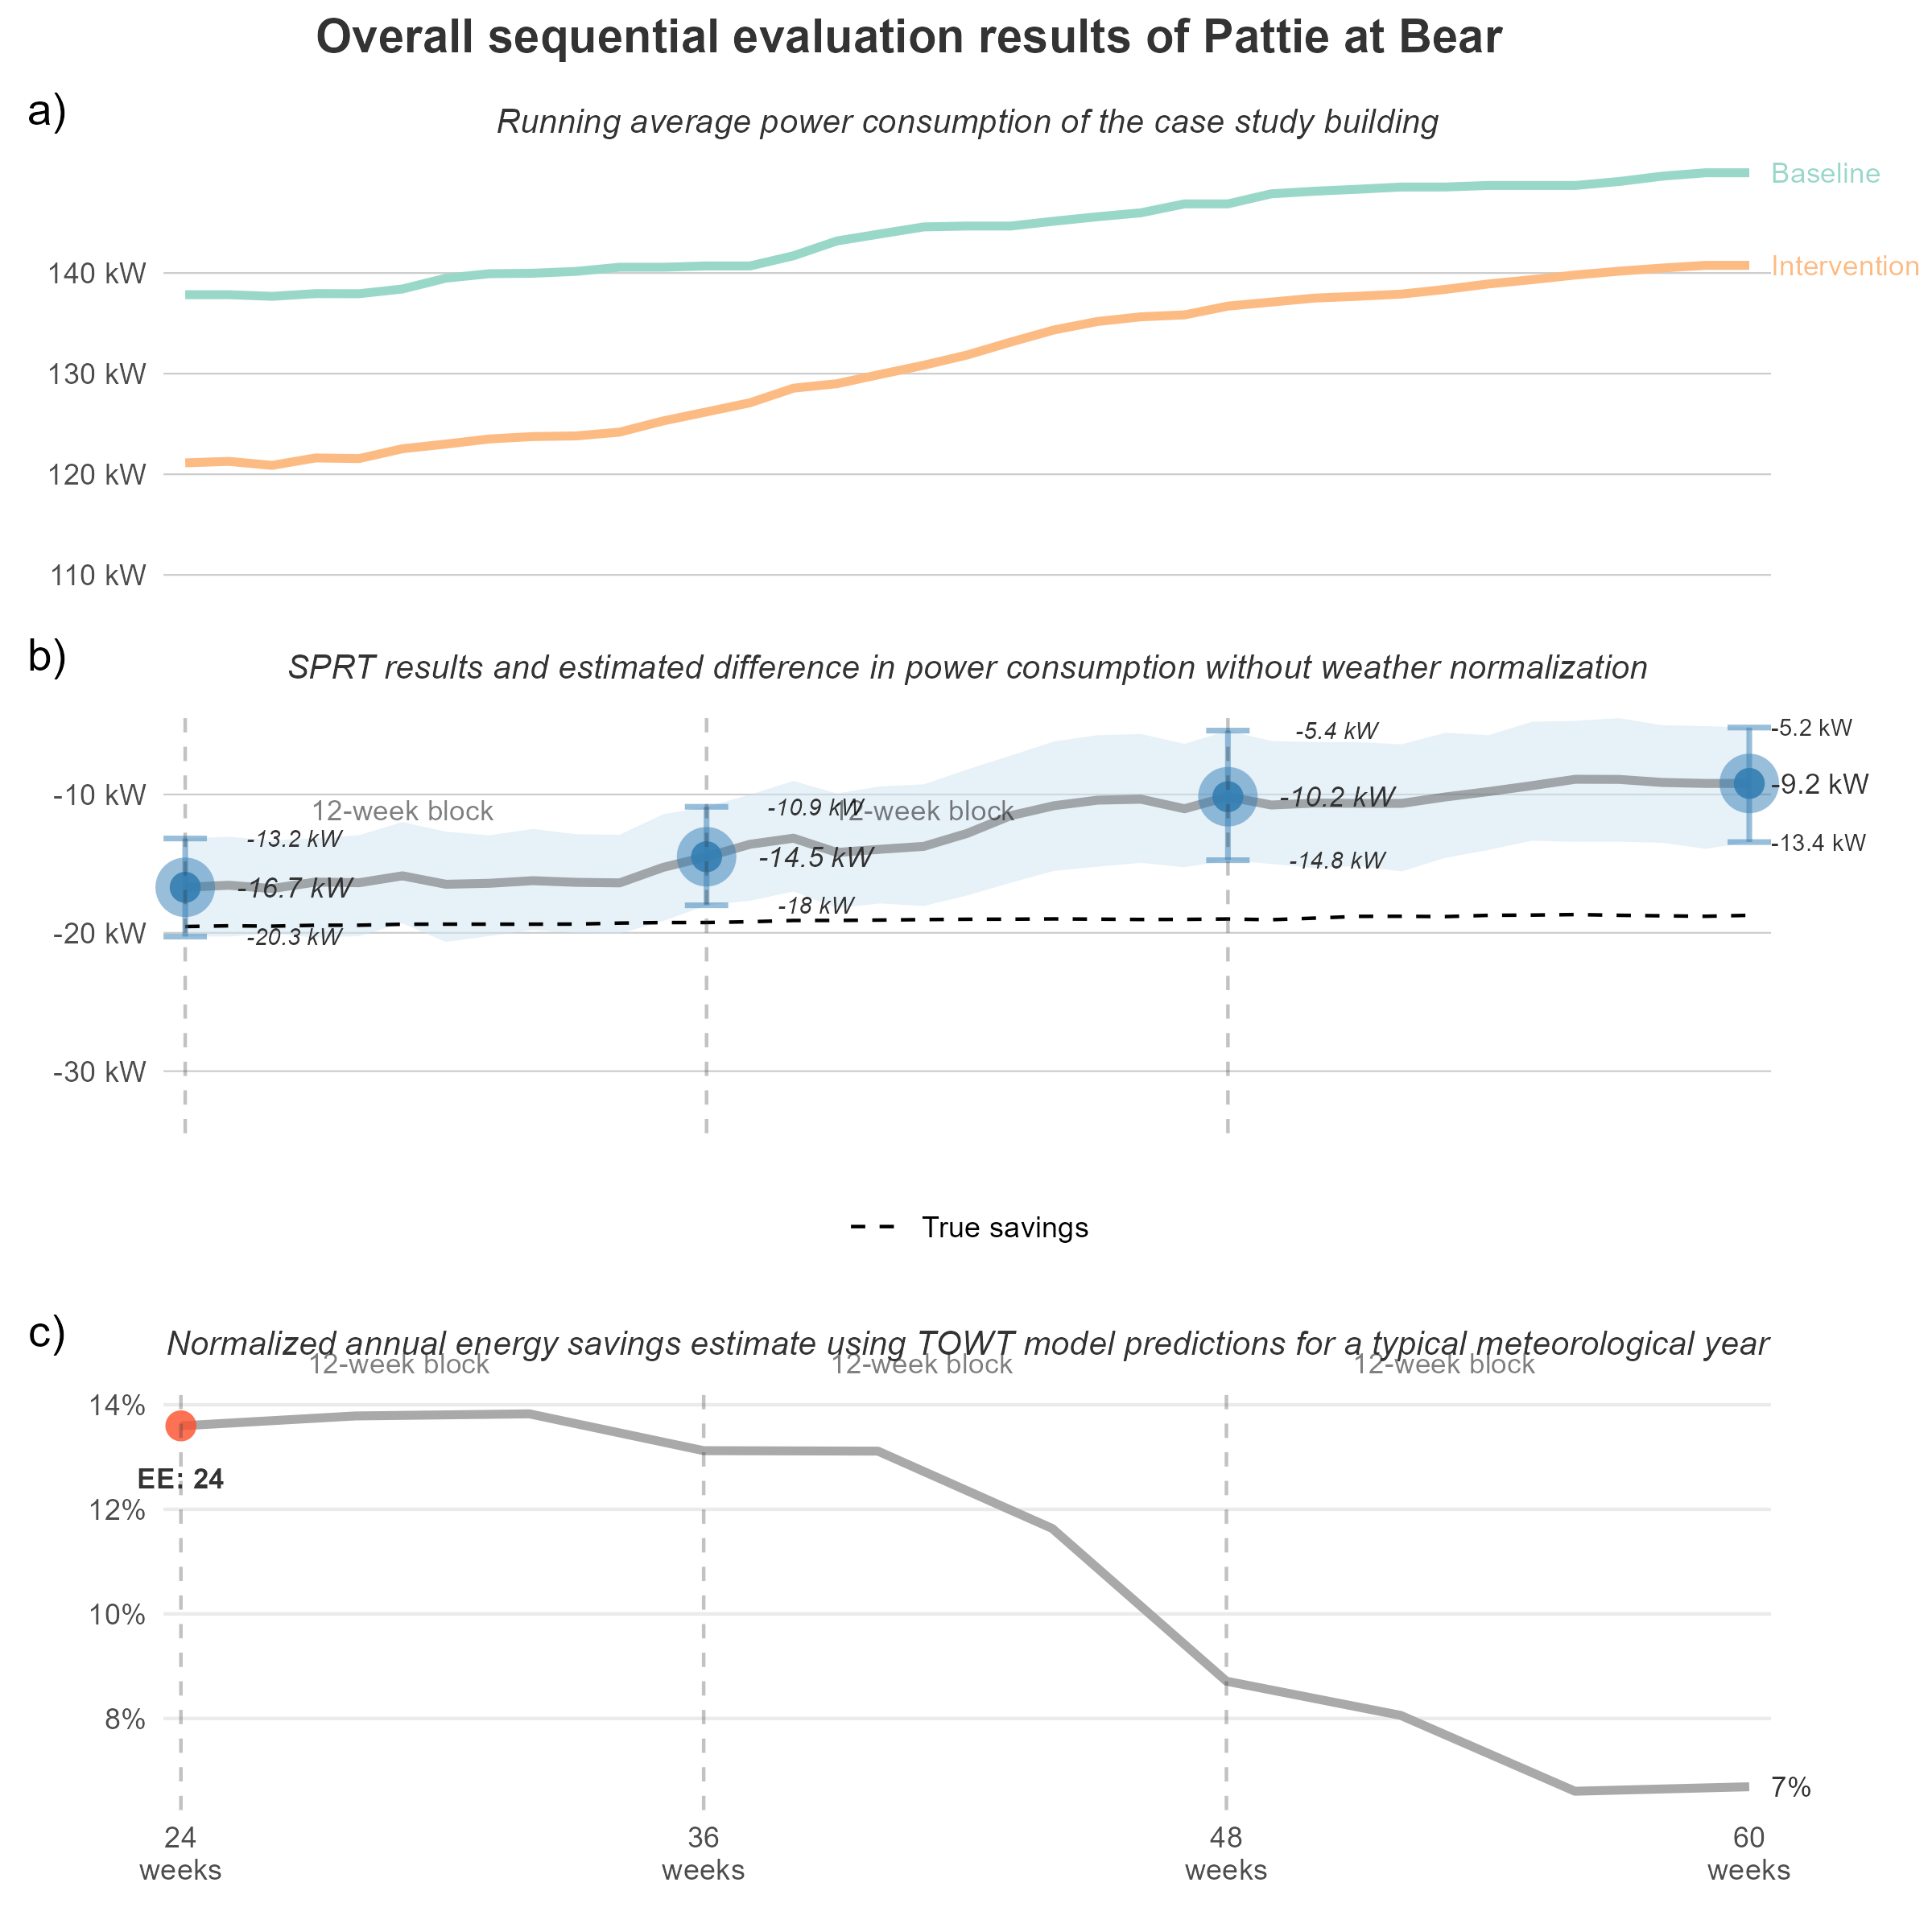 Overall sequential evaluation results of Pattie at Bear
a)
Running average power consumption of the case study building
Baseline
Intervention
140 kW
130 kW
120 kW
110 kW
b)
SPRT results and estimated difference in power consumption without weather normalization
-10 kW
-20 kW
-30 kW
12-week block
12-week block
-13.2 kW
-16.7 kW
-20.3 kW
-10.9 kW
-14.5 kW
-18 kW
-5.4 kW
-10.2 kW
-14.8 kW
-5.2 kW
-9.2 kW
-13.4 kW
True savings
c)
Normalized annual energy savings estimate using TOWT model predictions for a typical meteorological year
12-week block
12-week block
12-week block
14%
12%
10%
8%
EE: 24
7%
24
weeks
36
weeks
48
weeks
60
weeks